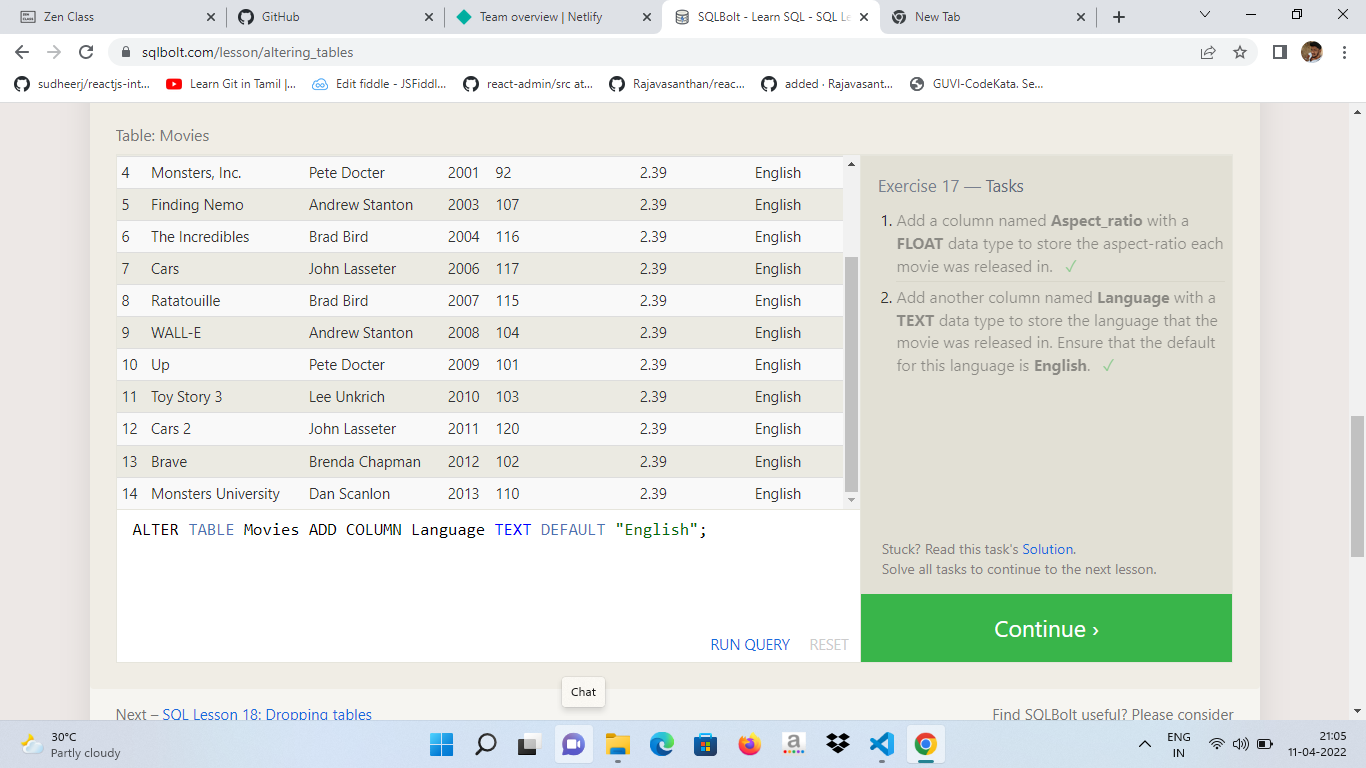 Zen Class
GitHub
Team overview | Netlify
SQLBolt - Learn SQL - SQL Le
New Tab
sqlbolt.com/lesson/altering_tables
sudheerj/reactjs-int...
Learn Git in Tamil |...
Edit fiddle - JSFiddl...
react-admin/src at...
Rajavasanthan/reac...
added · Rajavasant...
GUVI-CodeKata. Se...
Table: Movies
4 Monsters, Inc. Pete Docter 2001 92 2.39 English
5 Finding Nemo Andrew Stanton 2003 107 2.39 English
6 The Incredibles Brad Bird 2004 116 2.39 English
7 Cars John Lasseter 2006 117 2.39 English
8 Ratatouille Brad Bird 2007 115 2.39 English
9 WALL-E Andrew Stanton 2008 104 2.39 English
10 Up Pete Docter 2009 101 2.39 English
11 Toy Story 3 Lee Unkrich 2010 103 2.39 English
12 Cars 2 John Lasseter 2011 120 2.39 English
13 Brave Brenda Chapman 2012 102 2.39 English
14 Monsters University Dan Scanlon 2013 110 2.39 English
ALTER TABLE Movies ADD COLUMN Language TEXT DEFAULT "English";
RUN QUERY RESET
Exercise 17 — Tasks
1. Add a column named Aspect_ratio with a
FLOAT data type to store the aspect-ratio each
movie was released in. ✓
2. Add another column named Language with a
TEXT data type to store the language that the
movie was released in. Ensure that the default
for this language is English. ✓
Stuck? Read this task's Solution.
Solve all tasks to continue to the next lesson.
Continue ›
Chat
Next – SQL Lesson 18: Dropping tables
Find SQLBolt useful? Please consider
30°C
Partly cloudy
a
ENG
IN
21:05
11-04-2022